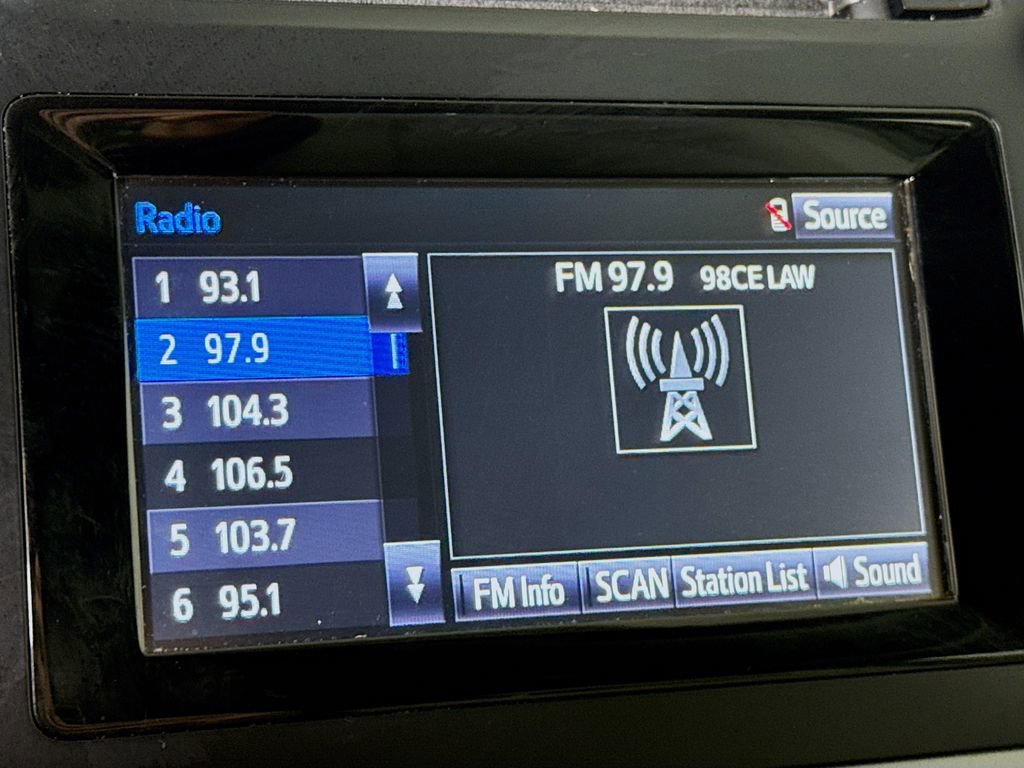 Radio
Source
1 93.1
2 97.9
3 104.3
4 106.5
5 103.7
6 95.1
FM 97.9 98CE LAW
FM Info
SCAN
Station List
Sound